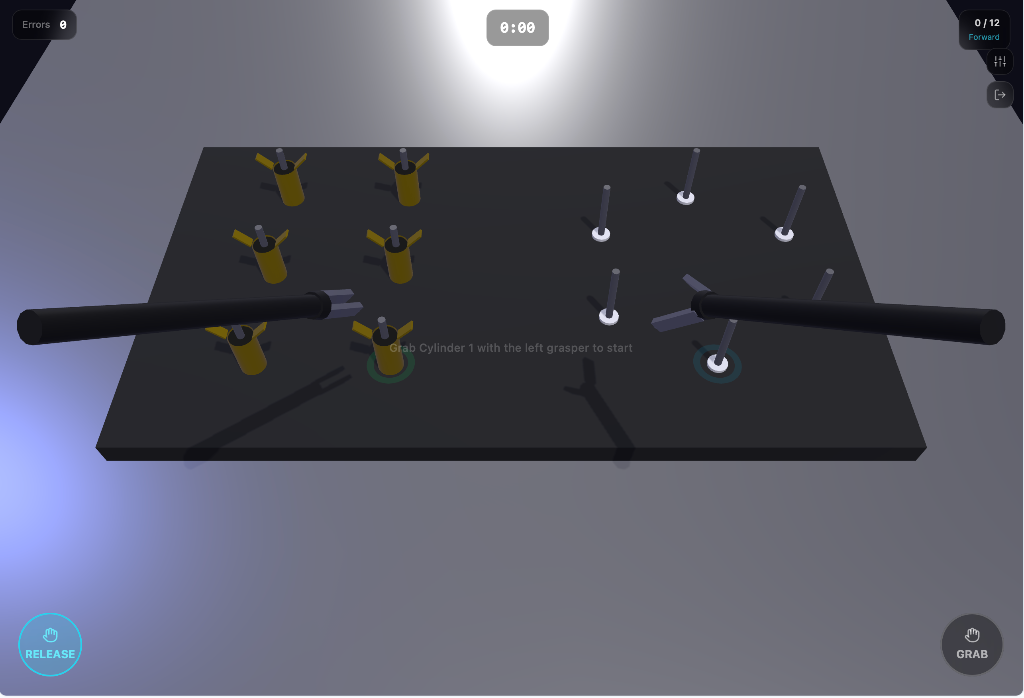 Errors 0
0:00
0 / 12
Forward
Grab Cylinder 1 with the left grasper to start
RELEASE
GRAB